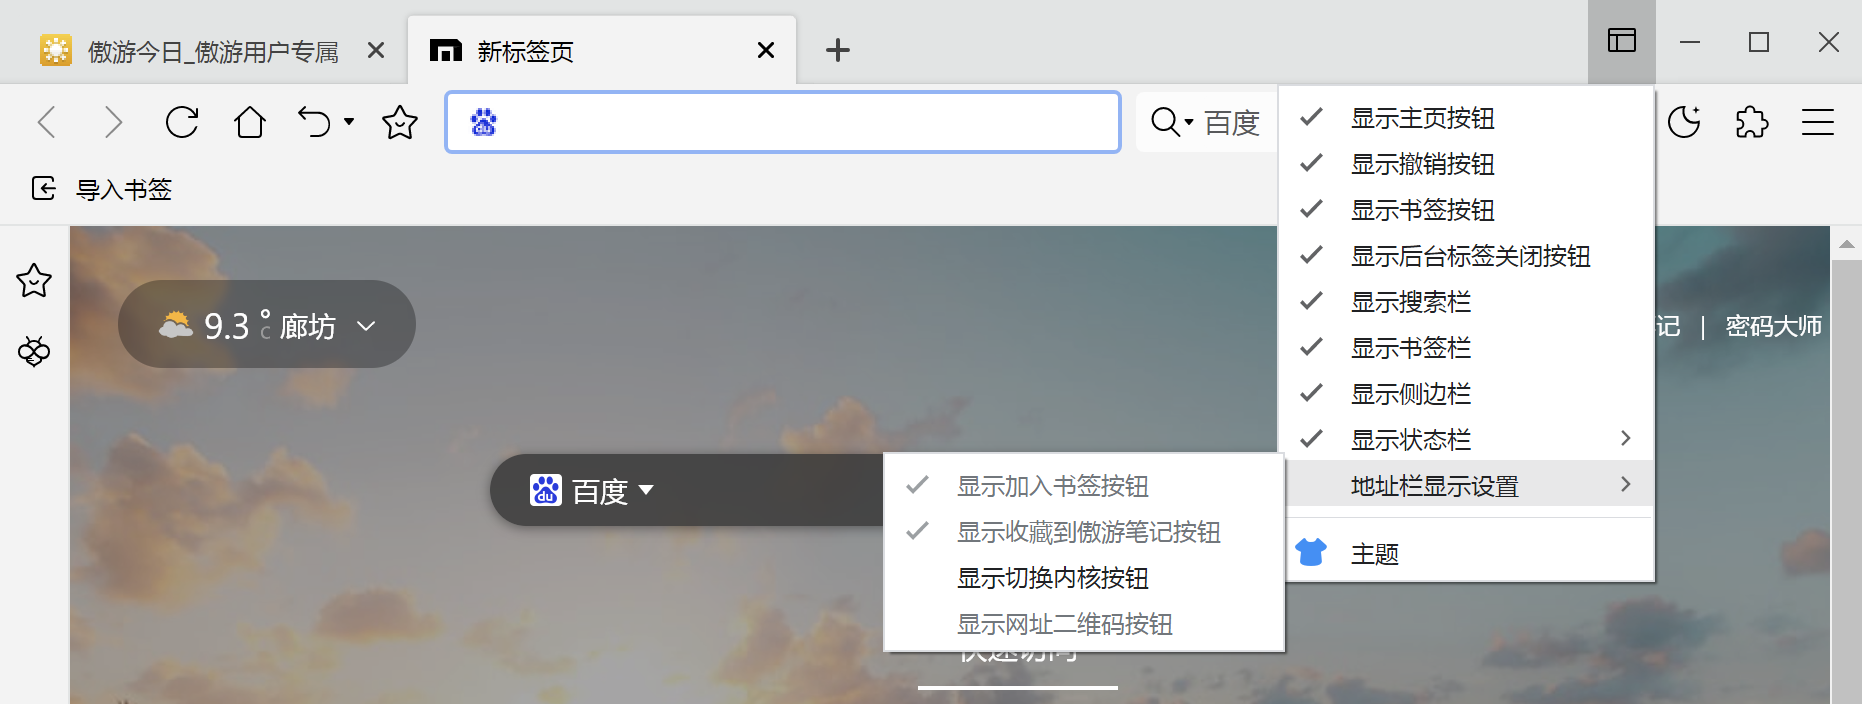 傲游今日_傲游用户专属
新标签页
百度
导入书签
显示主页按钮
显示撤销按钮
显示书签按钮
显示后台标签关闭按钮
显示搜索栏
显示书签栏
显示侧边栏
显示状态栏
地址栏显示设置
主题
9.3 °C 廊坊
记 | 密码大师
du 百度
显示加入书签按钮
显示收藏到傲游笔记按钮
显示切换内核按钮
显示网址二维码按钮
快速访问